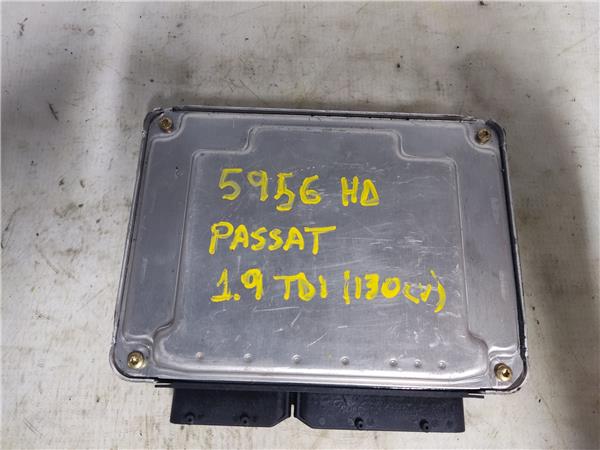 5956 HD
PASSAT
1.9 TDI (130cv)